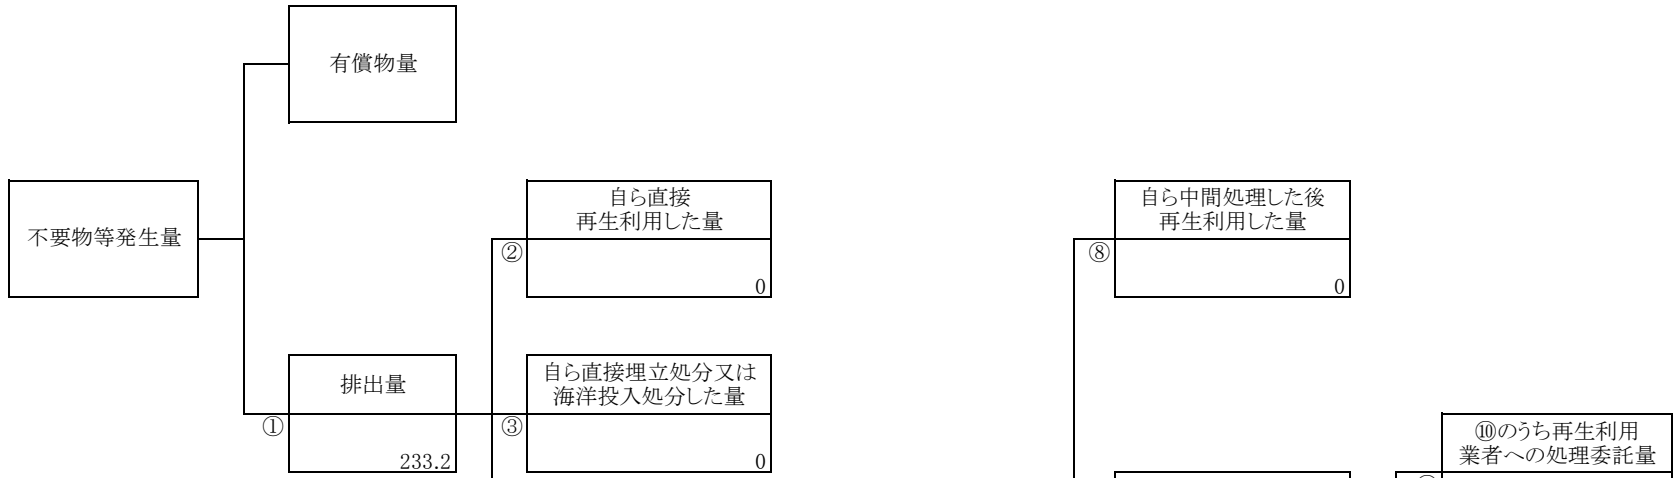 有償物量
不要物等発生量
自ら直接
再生利用した量
②
0
自ら中間処理した後
再生利用した量
⑧
0
排出量
①
233.2
自ら直接埋立処分又は
海洋投入処分した量
③
0
⑩のうち再生利用
業者への処理委託量